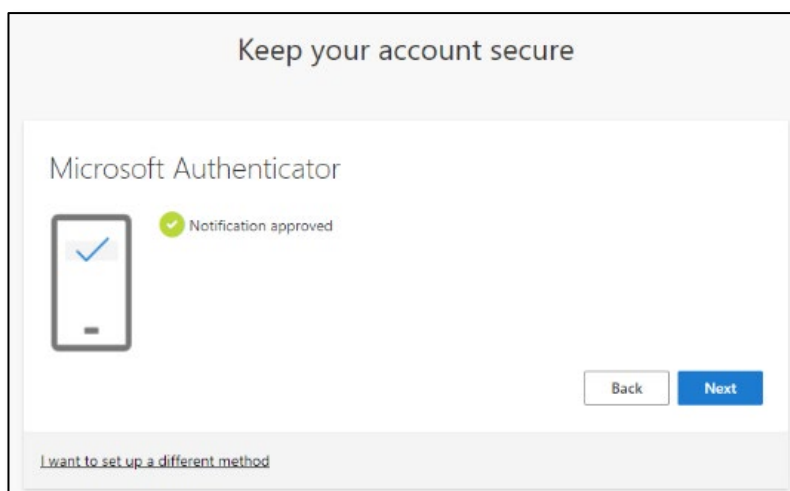 Keep your account secure
Microsoft Authenticator
Notification approved
Back
Next
I want to set up a different method